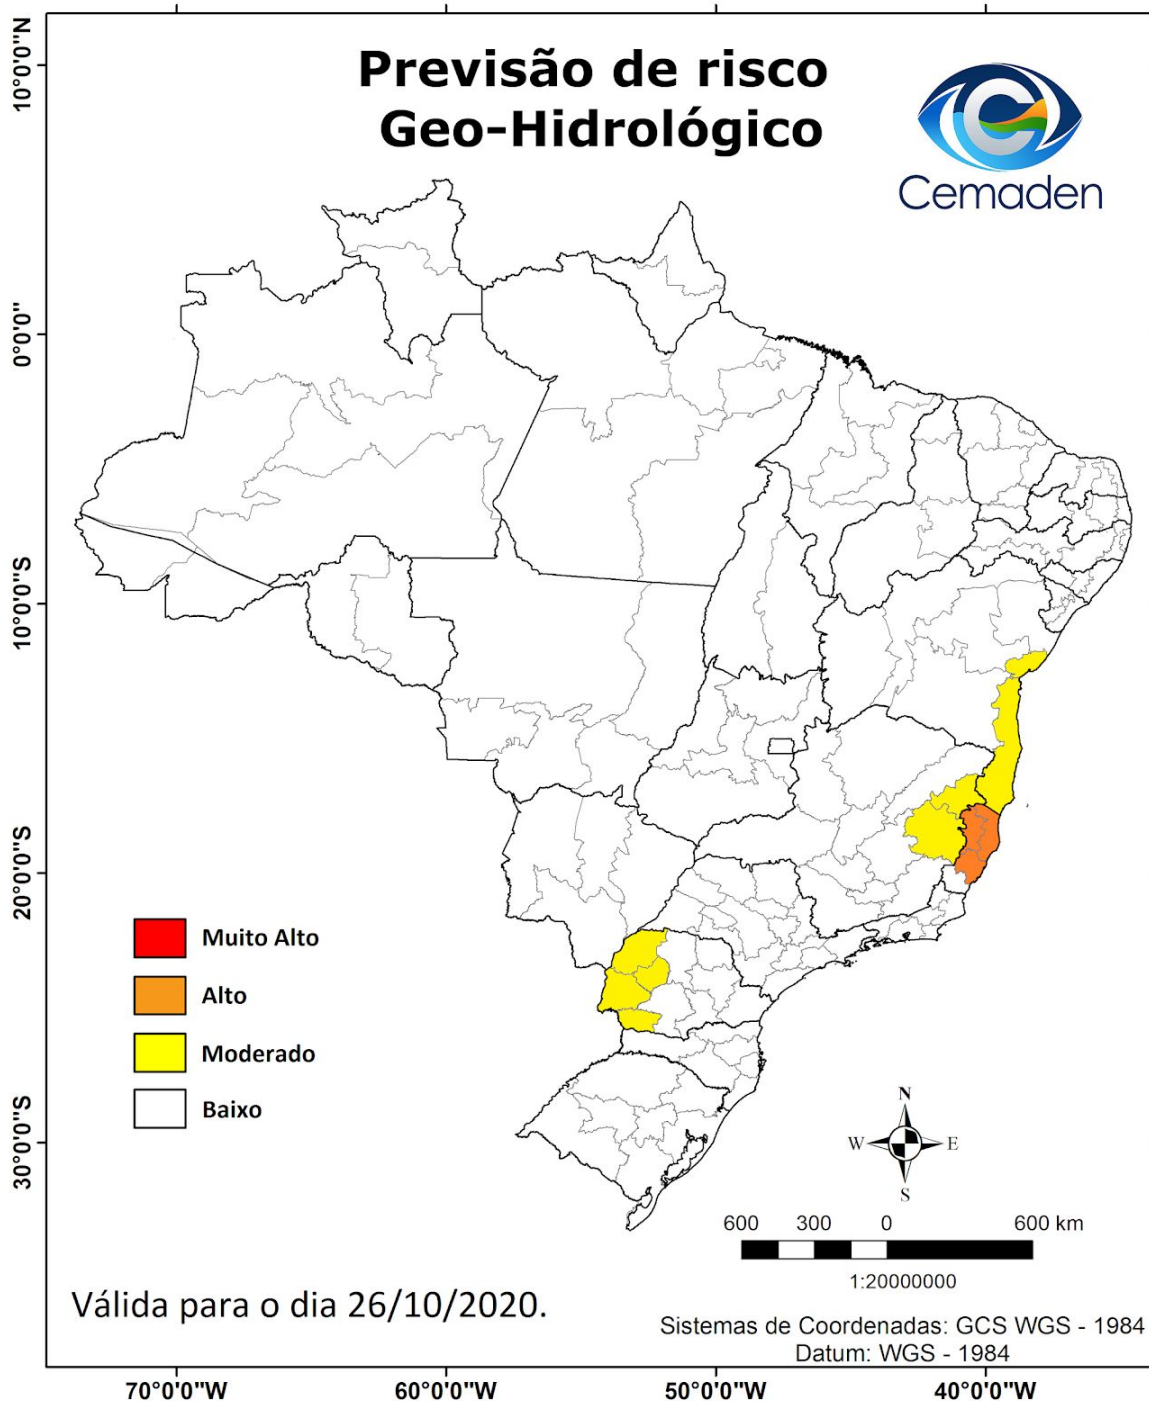 Previsão de risco
Geo-Hidrológico
Cemaden
10°0'0"N
0°0'0"
10°0'0"S
20°0'0"S
30°0'0"S
Muito Alto
Alto
Moderado
Baixo
N
W E
S
600 300 0 600 km
1:20000000
Válida para o dia 26/10/2020.
Sistemas de Coordenadas: GCS WGS - 1984
Datum: WGS - 1984
70°0'0"W 60°0'0"W 50°0'0"W 40°0'0"W